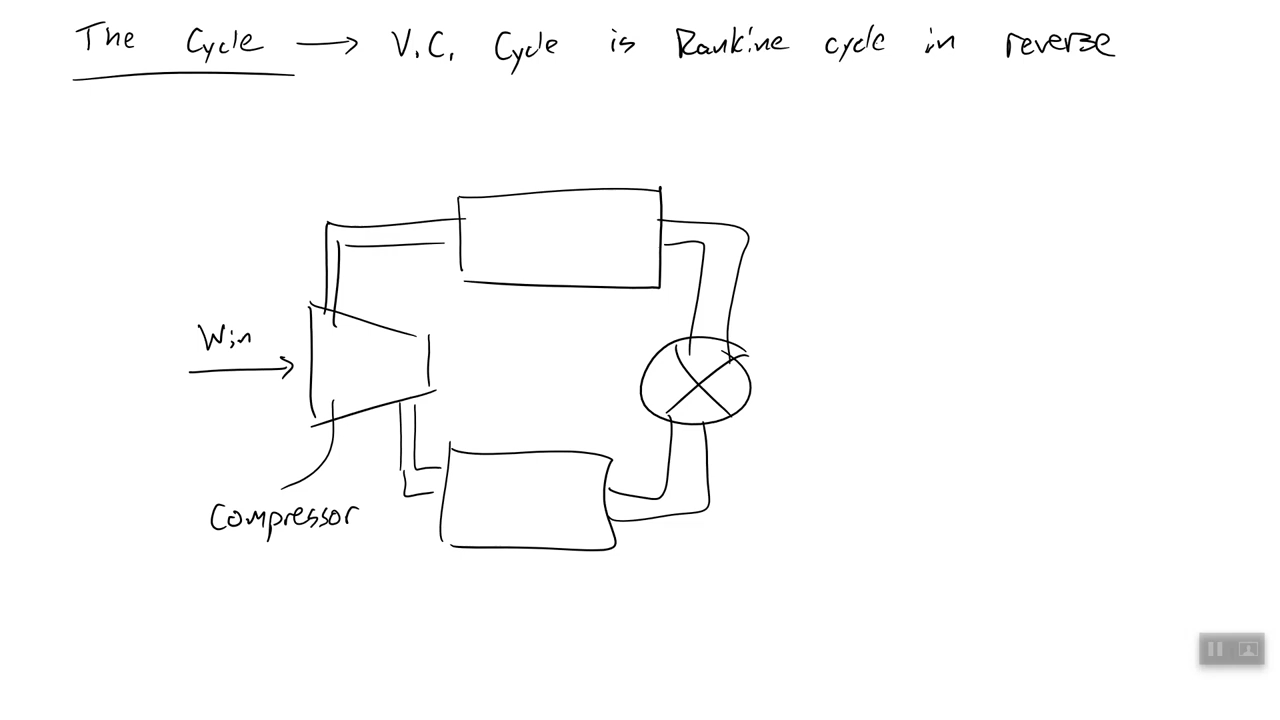 The Cycle → V.C. Cycle is Rankine cycle in reverse
Win
Compressor